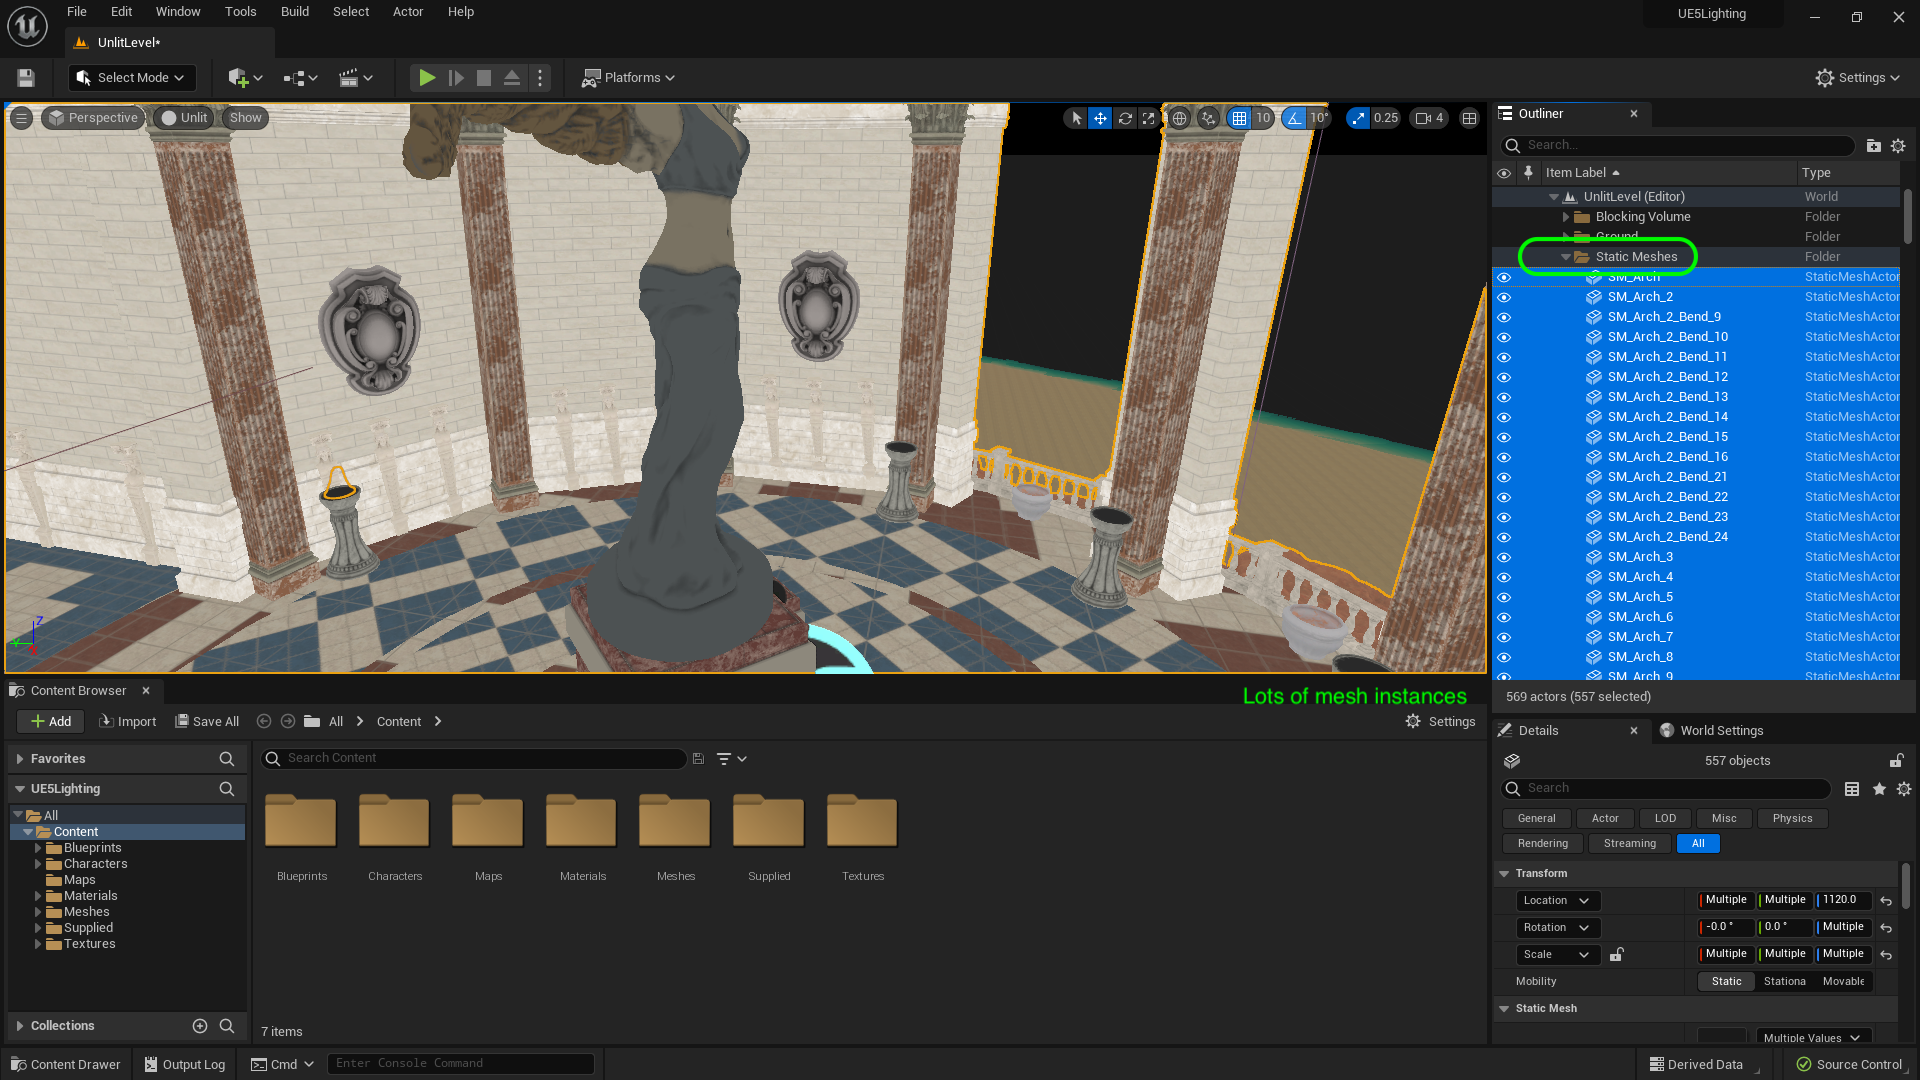 File Edit Window Tools Build Select Actor Help
UE5Lighting
UnlitLevel*
Select Mode
Platforms
Settings
Perspective Unlit Show
10 10° 0.25 4
Outliner
Search...
Item Label Type
UnlitLevel (Editor) World
Blocking Volume Folder
Ground Folder
Static Meshes Folder
SM_Arch StaticMeshActor
SM_Arch_2 StaticMeshActor
SM_Arch_2_Bend_9 StaticMeshActor
SM_Arch_2_Bend_10 StaticMeshActor
SM_Arch_2_Bend_11 StaticMeshActor
SM_Arch_2_Bend_12 StaticMeshActor
SM_Arch_2_Bend_13 StaticMeshActor
SM_Arch_2_Bend_14 StaticMeshActor
SM_Arch_2_Bend_15 StaticMeshActor
SM_Arch_2_Bend_16 StaticMeshActor
SM_Arch_2_Bend_21 StaticMeshActor
SM_Arch_2_Bend_22 StaticMeshActor
SM_Arch_2_Bend_23 StaticMeshActor
SM_Arch_2_Bend_24 StaticMeshActor
SM_Arch_3 StaticMeshActor
SM_Arch_4 StaticMeshActor
SM_Arch_5 StaticMeshActor
SM_Arch_6 StaticMeshActor
SM_Arch_7 StaticMeshActor
SM_Arch_8 StaticMeshActor
SM_Arch_9 StaticMeshActor
569 actors (557 selected)
Z
Y
X
Content Browser
Lots of mesh instances
Add Import Save All All Content
Settings
Favorites
Search Content
UE5Lighting
All
Content
Blueprints
Characters
Maps
Materials
Meshes
Supplied
Textures
Collections
Blueprints Characters Maps Materials Meshes Supplied Textures
7 items
Details World Settings
557 objects
Search
General Actor LOD Misc Physics
Rendering Streaming All
Transform
Location Multiple Multiple 1120.0
Rotation -0.0 ° 0.0 ° Multiple
Scale Multiple Multiple Multiple
Mobility Static Stationa Movable
Static Mesh
Multiple Values
Content Drawer Output Log Cmd Enter Console Command
Derived Data Source Control